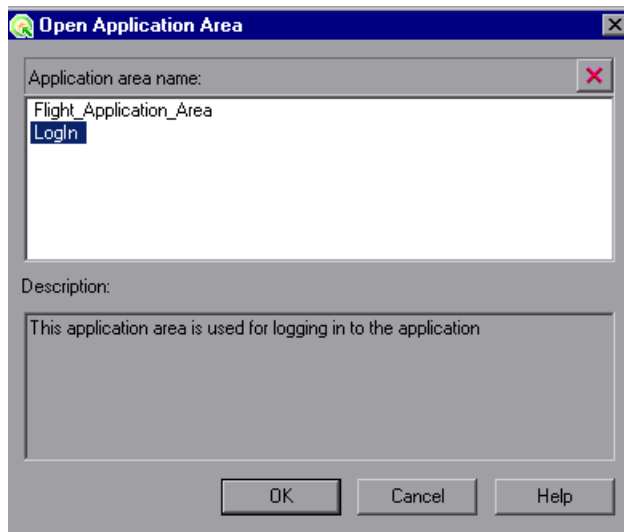 Open Application Area
Application area name:
Flight_Application_Area
LogIn
Description:
This application area is used for logging in to the application
OK Cancel Help